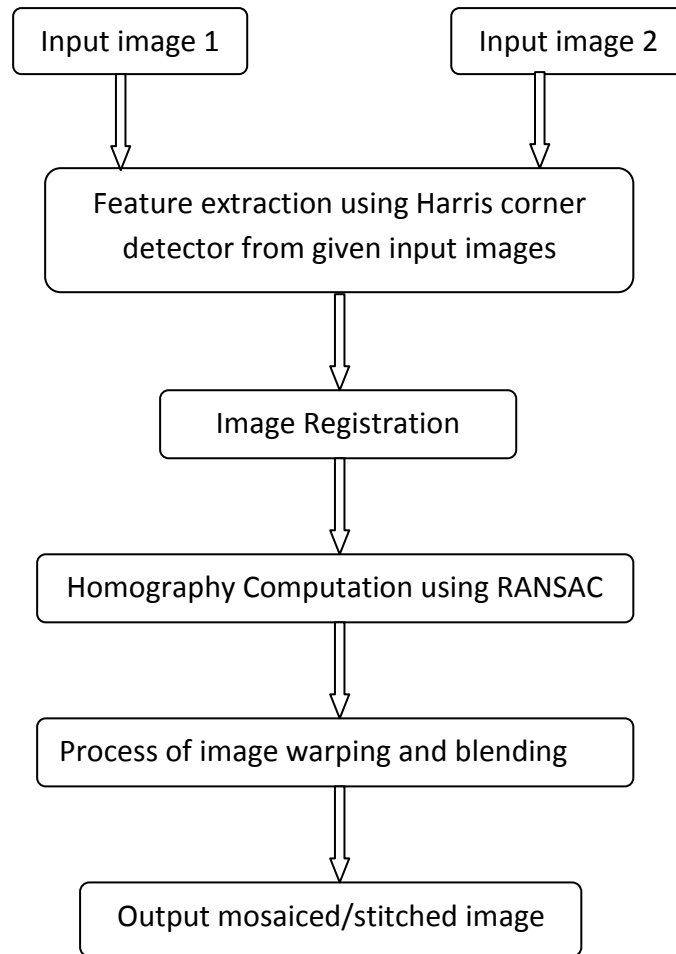 Input image 1
Input image 2
Feature extraction using Harris corner
detector from given input images
Image Registration
Homography Computation using RANSAC
Process of image warping and blending
Output mosaiced/stitched image